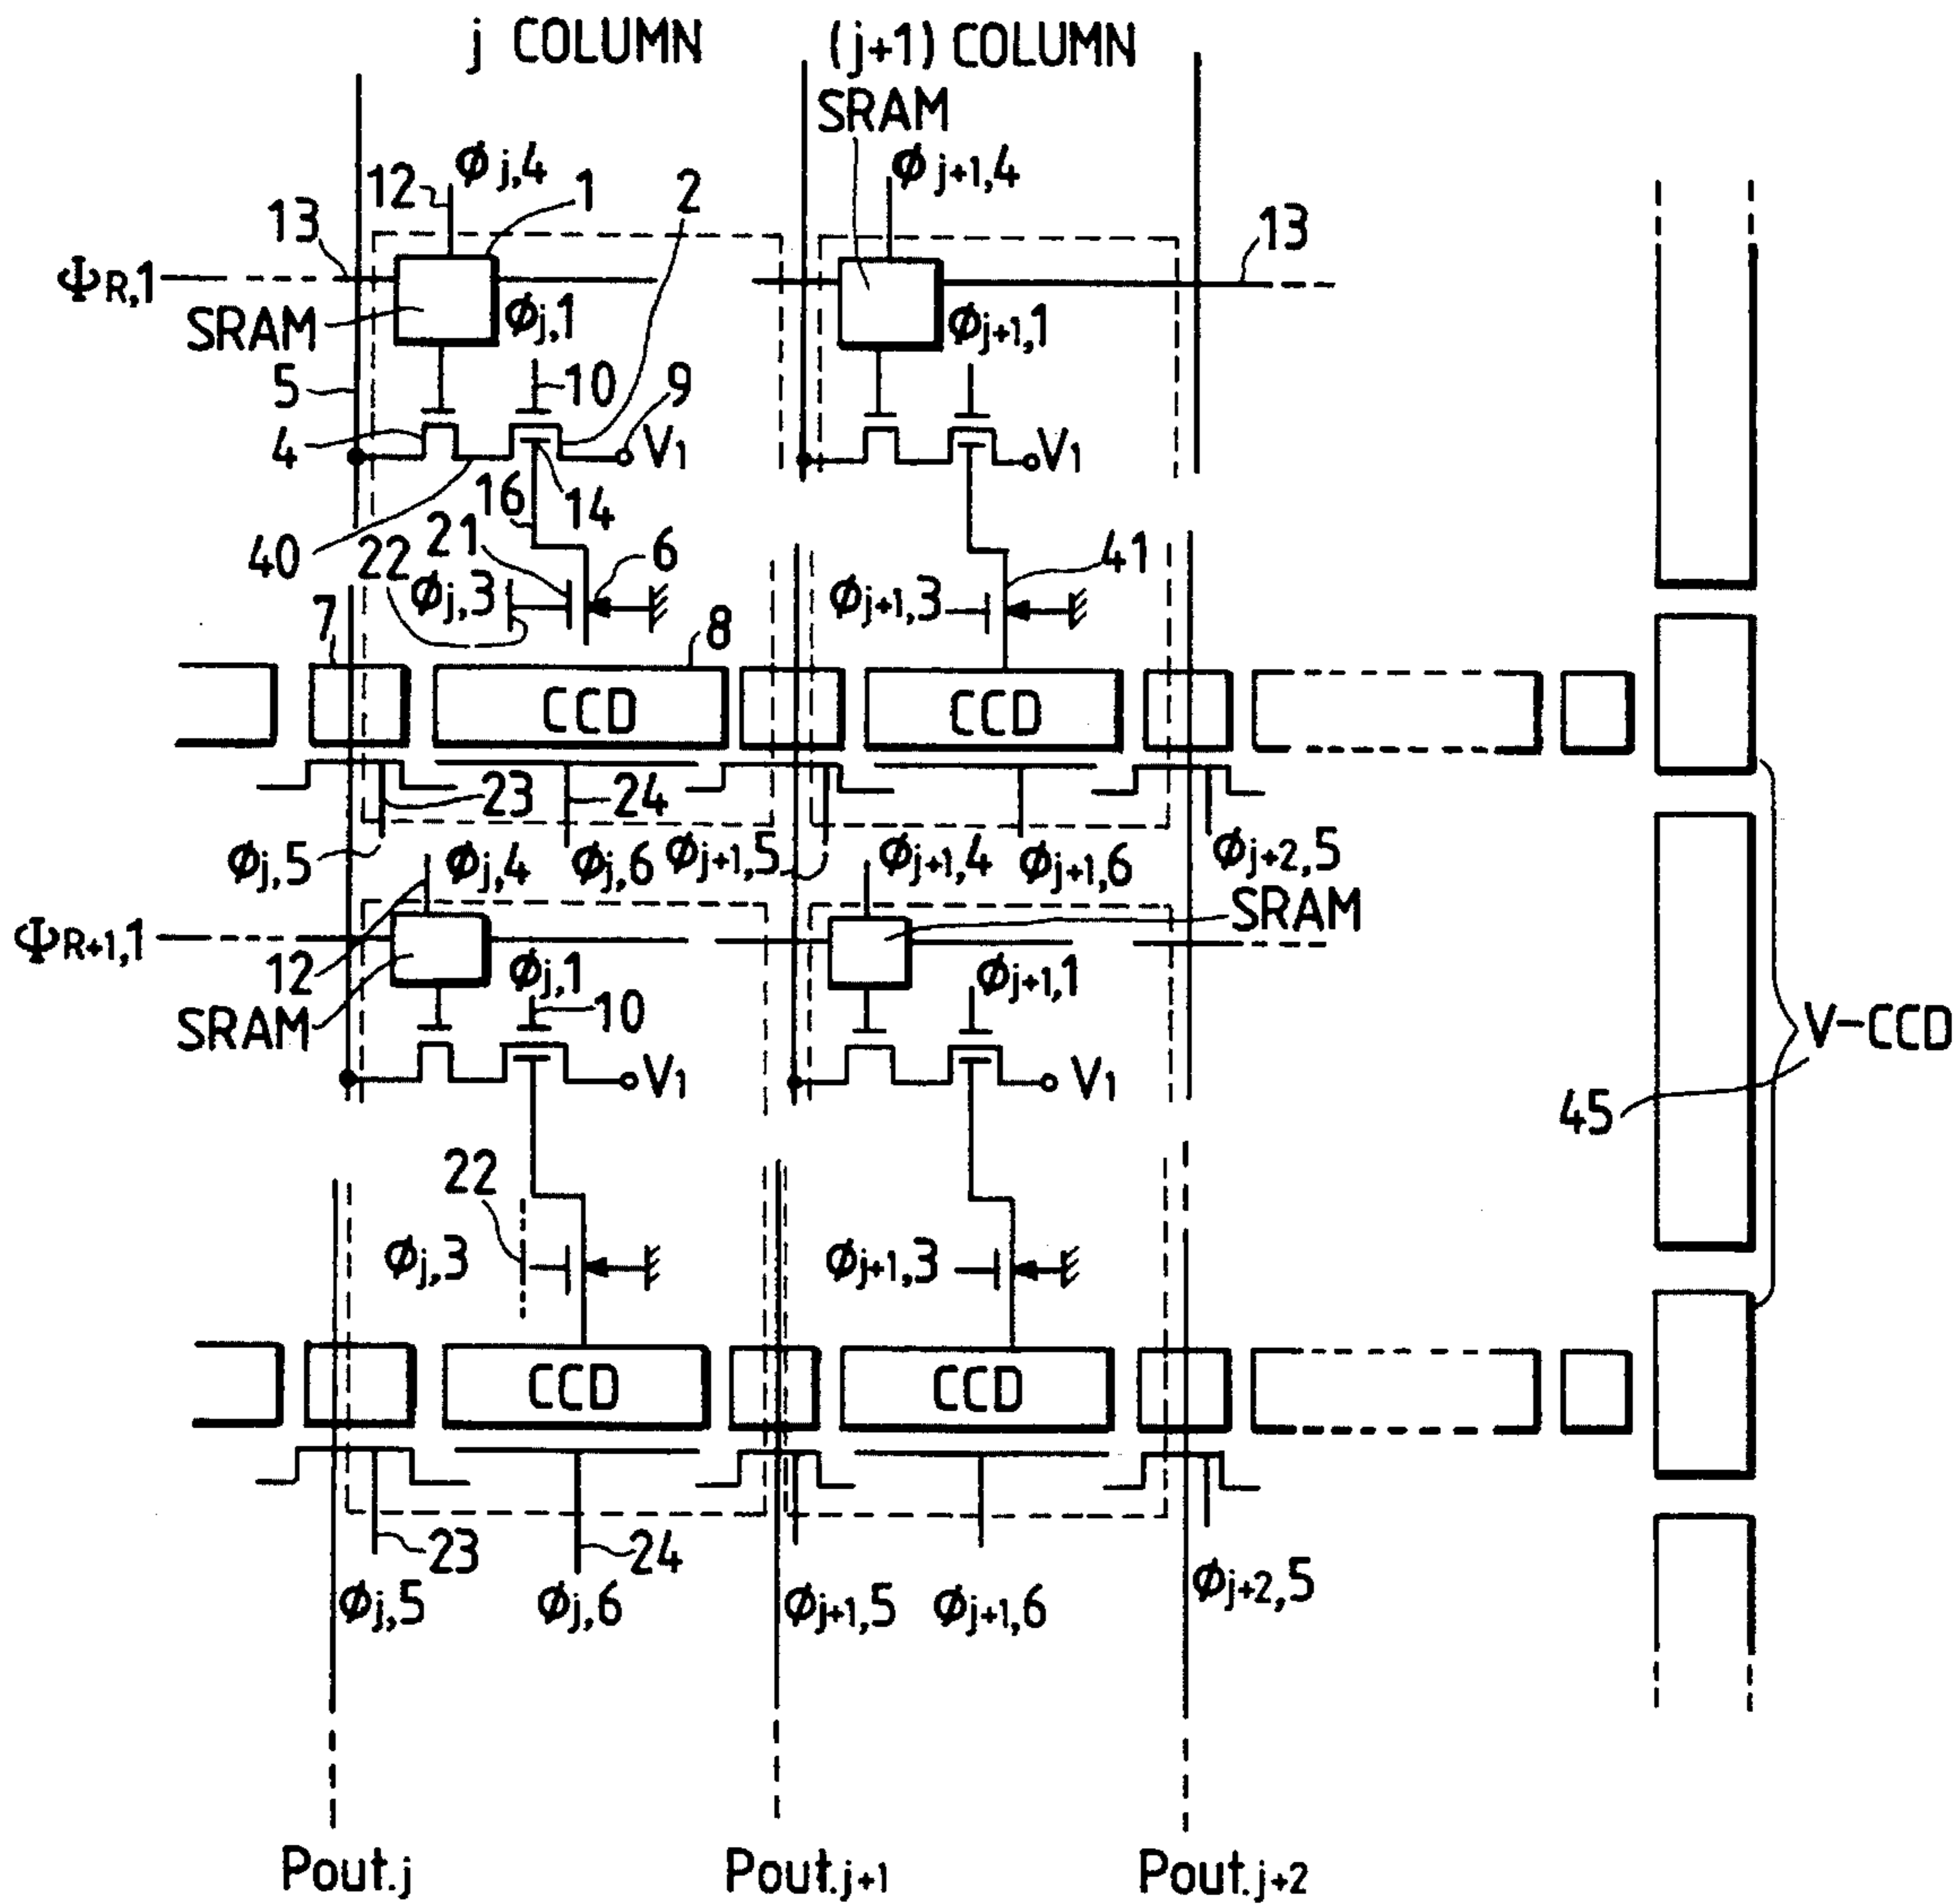 j COLUMN
(j+1) COLUMN
SRAM
12
ϕj,4
1
2
ϕj+1,4
13
13
ΨR,1
SRAM
ϕj,1
ϕj+1,1
5
10
9
4
V1
V1
16
14
40
22
21
6
41
ϕj,3
ϕj+1,3
7
8
CCD
CCD
23
24
ϕj,5
ϕj,4
ϕj,6
ϕj+1,5
ϕj+1,4
ϕj+1,6
ϕj+2,5
SRAM
ΨR+1,1
12
ϕj,1
ϕj+1,1
SRAM
10
V-CCD
V1
V1
45
22
ϕj,3
ϕj+1,3
CCD
CCD
23
24
ϕj,5
ϕj,6
ϕj+1,5
ϕj+1,6
ϕj+2,5
Pout.j
Pout.j+1
Pout.j+2